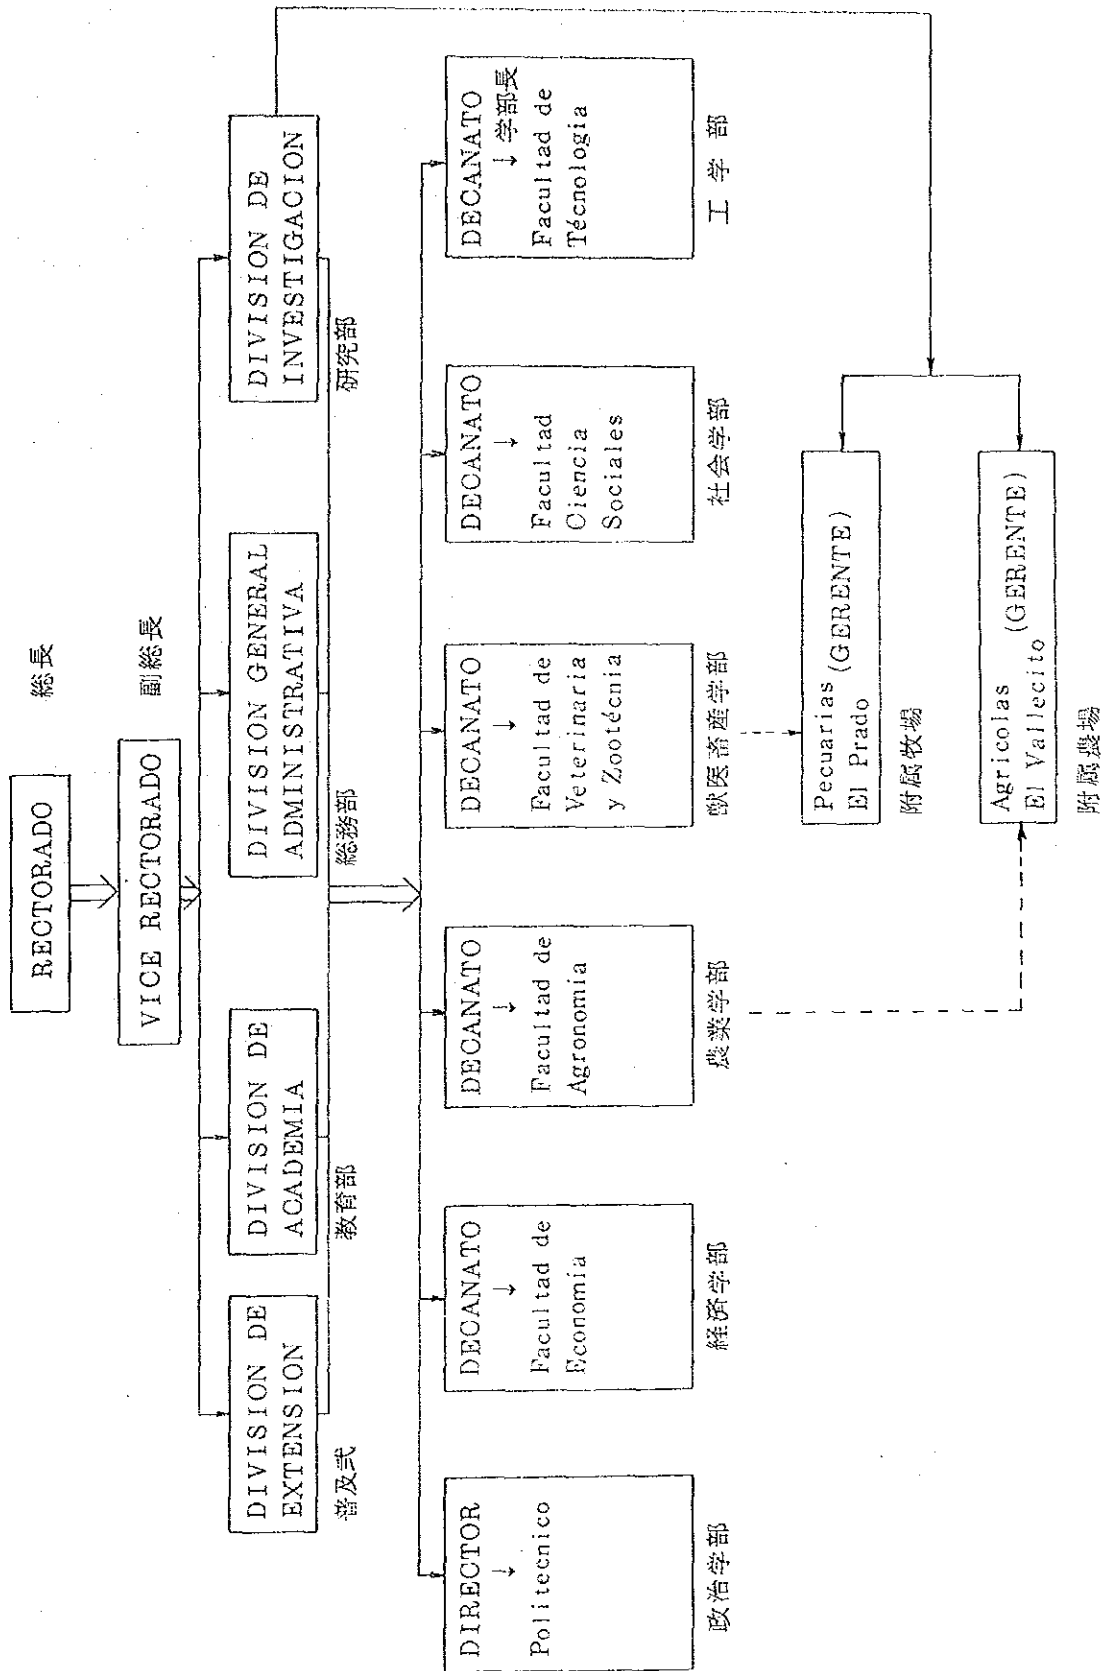 RECTORADO
総長
VICE RECTORADO
副総長
DIVISION DE
EXTENSION
普及弐
DIVISION DE
ACADEMIA
教育部
DIVISION GENERAL
ADMINISTRATIVA
総務部
DIVISION DE
INVESTIGACION
研究部
DIRECTOR
↓
Politecnico
政治学部
DECANATO
↓
Facultad de
Economía
経済学部
DECANATO
↓
Facultad de
Agronomía
農業学部
DECANATO
↓
Facultad de
Veterinaria
y Zootécnia
獣医畜産学部
DECANATO
↓
Facultad
Ciencia
Sociales
社会学部
DECANATO
↓ 学部長
Facultad de
Técnologia
工学部
Pecuarias (GERENTE)
El Prado
附属牧場
Agricolas (GERENTE)
El Vallecito
附属農場